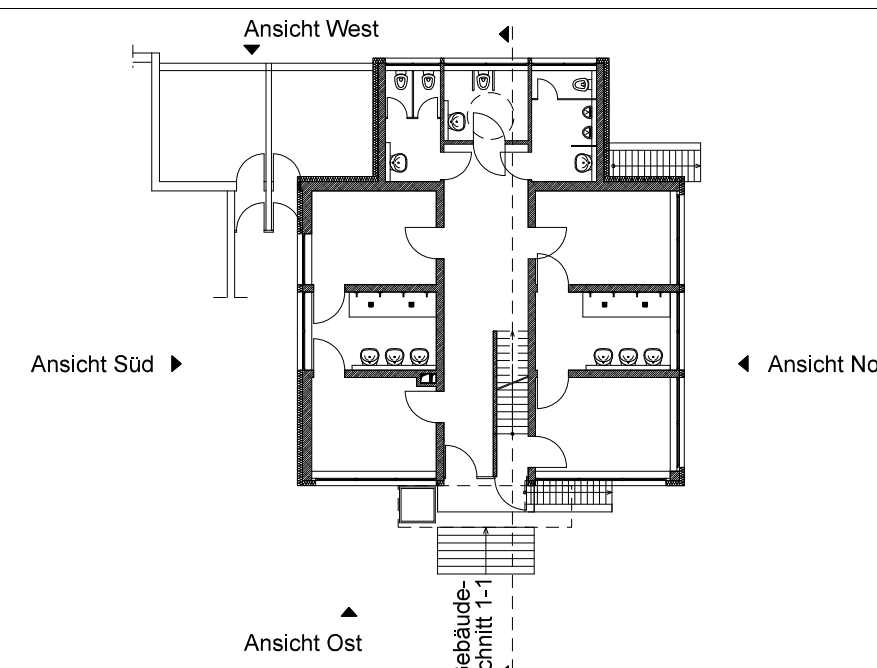 Ansicht West
Ansicht Süd
Ansicht No
Ansicht Ost
ebäude-
chnitt 1-1